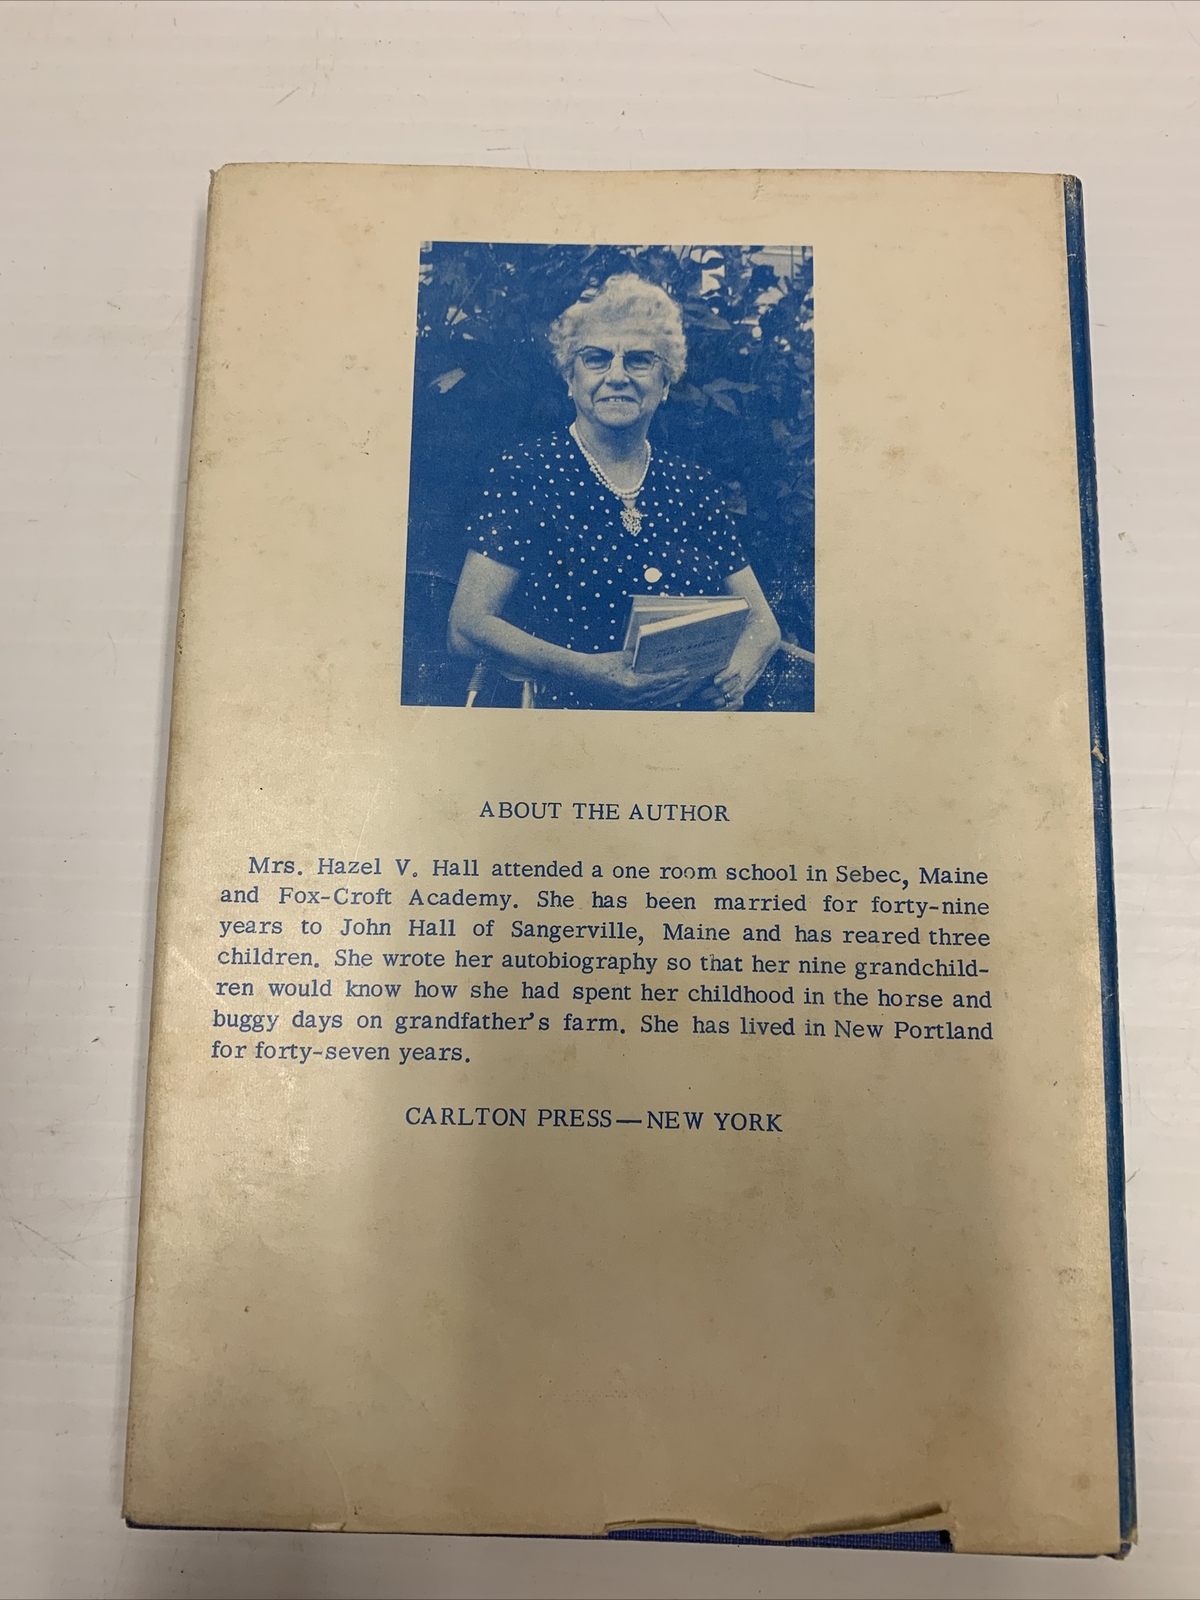 ABOUT THE AUTHOR
Mrs. Hazel V. Hall attended a one room school in Sebec, Maine
and Fox-Croft Academy. She has been married for forty-nine
years to John Hall of Sangerville, Maine and has reared three
children. She wrote her autobiography so that her nine grandchild-
ren would know how she had spent her childhood in the horse and
buggy days on grandfather's farm. She has lived in New Portland
for forty-seven years.
CARLTON PRESS—NEW YORK